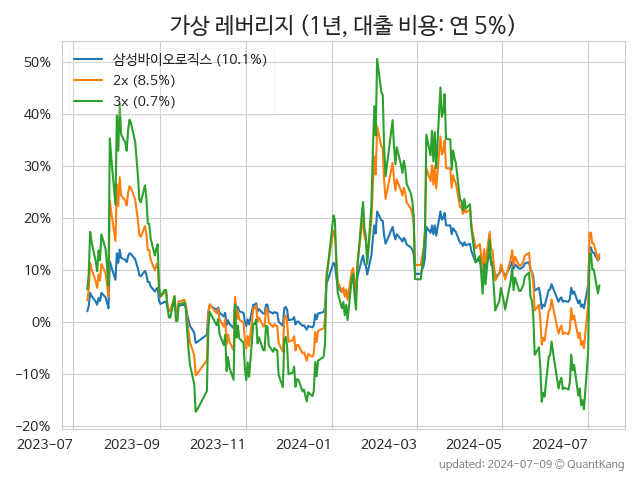 가상 레버리지 (1년, 대출 비용: 연 5%)
삼성바이오로직스 (10.1%)
2x (8.5%)
3x (0.7%)
50%
40%
30%
20%
10%
0%
−10%
−20%
2023-07 2023-09 2023-11 2024-01 2024-03 2024-05 2024-07
updated: 2024-07-09 © QuantKang